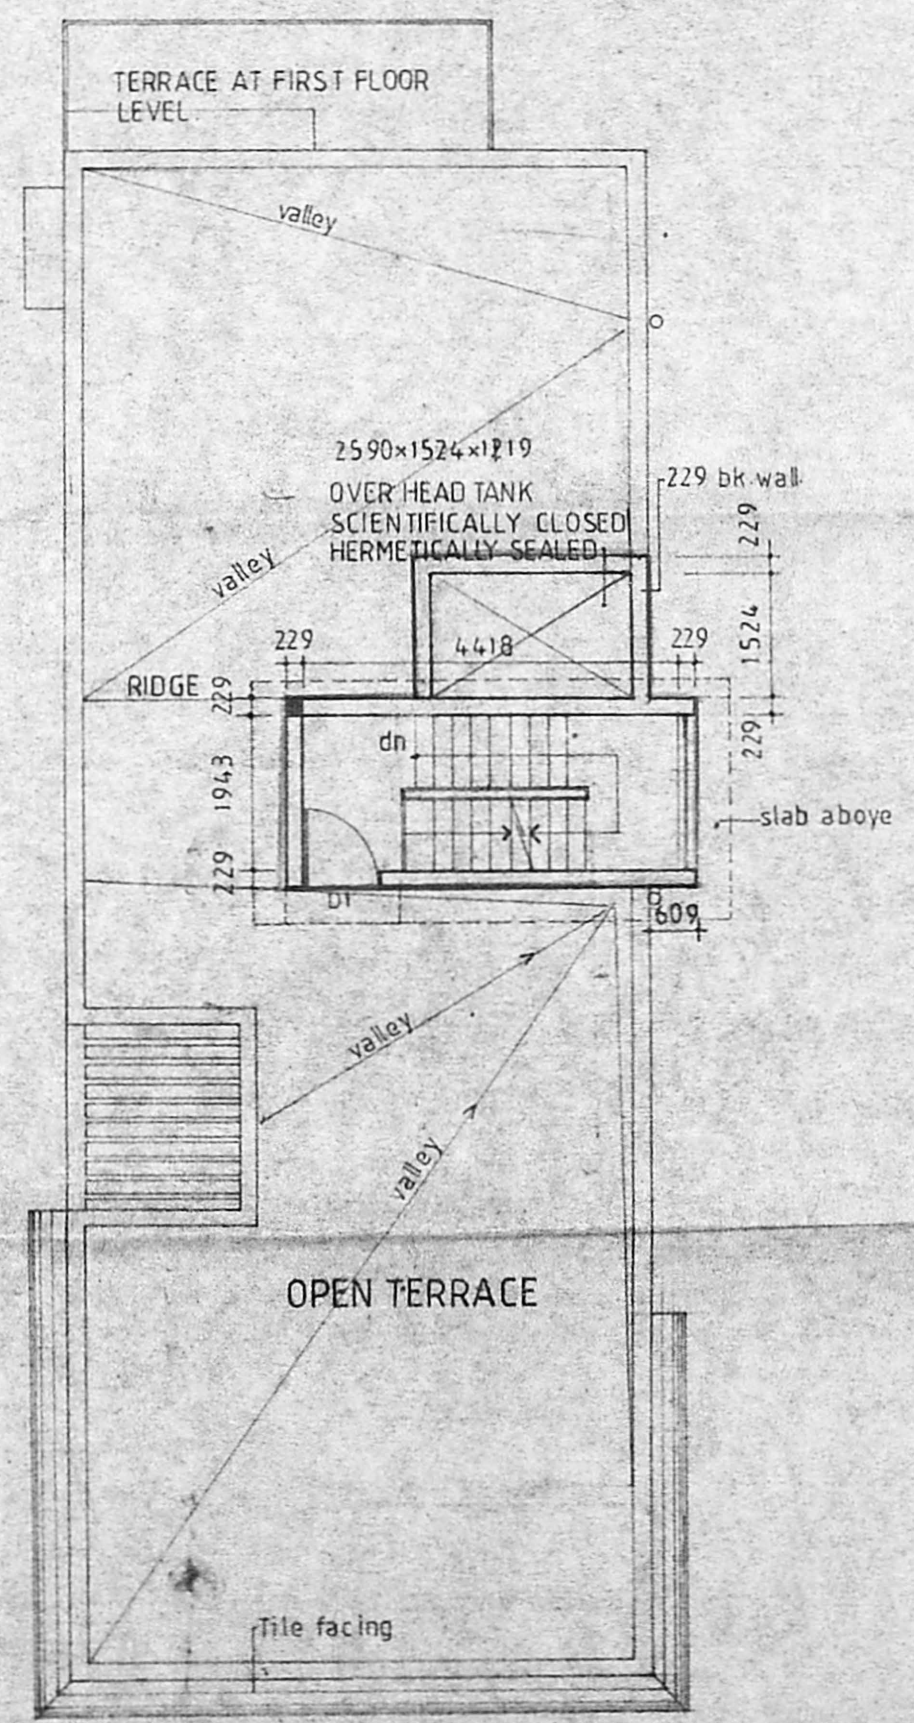 TERRACE AT FIRST FLOOR
LEVEL.
valley
2590×1524×1219
OVER HEAD TANK
SCIENTIFICALLY CLOSED
HERMETICALLY SEALED
229 bk wall
229
valley
229
4418
229
1524
RIDGE
229
dn
229
1943
slab above
229
D1
609
valley
valley
OPEN TERRACE
Tile facing